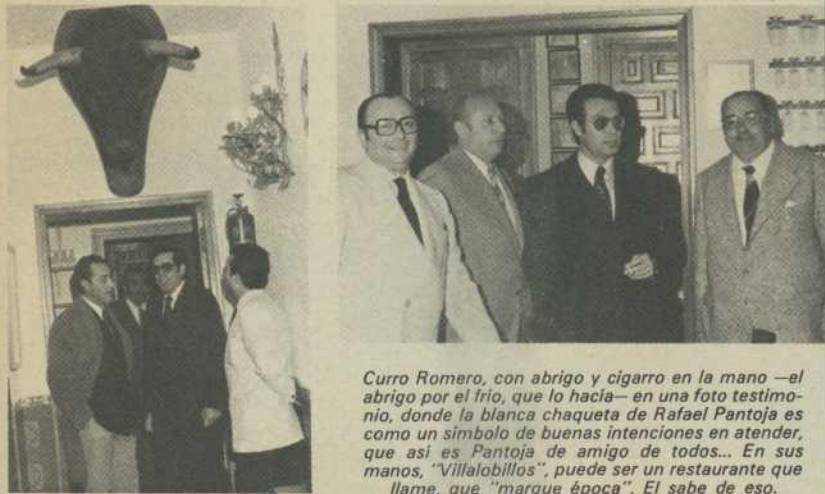 Curro Romero, con abrigo y cigarro en la mano —el
abrigo por el frio, que lo hacía— en una foto testimo-
nio, donde la blanca chaqueta de Rafael Pantoja es
como un símbolo de buenas intenciones en atender,
que así es Pantoja de amigo de todos... En sus
manos, "Villalobillos", puede ser un restaurante que
llame, que "marque época". El sabe de eso.